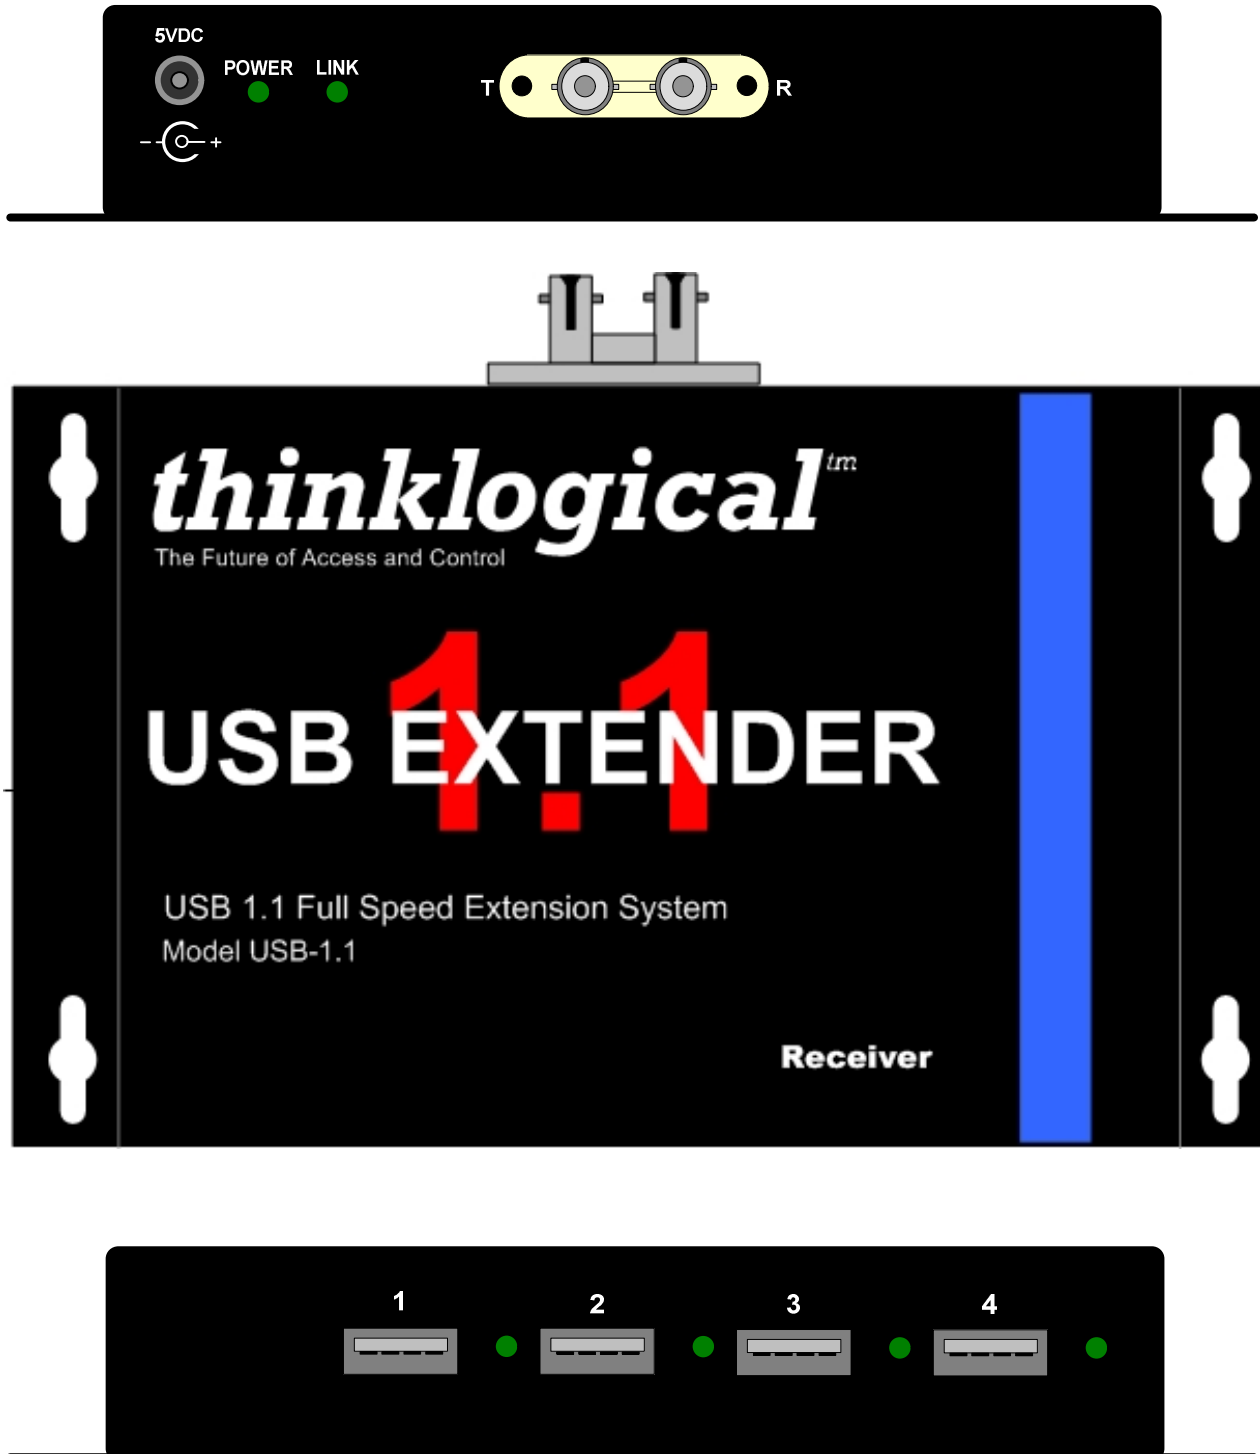 5VDC
POWER LINK
T R
- +
thinklogical tm
The Future of Access and Control
1.1
USB EXTENDER
USB 1.1 Full Speed Extension System
Model USB-1.1
Receiver
1 2 3 4